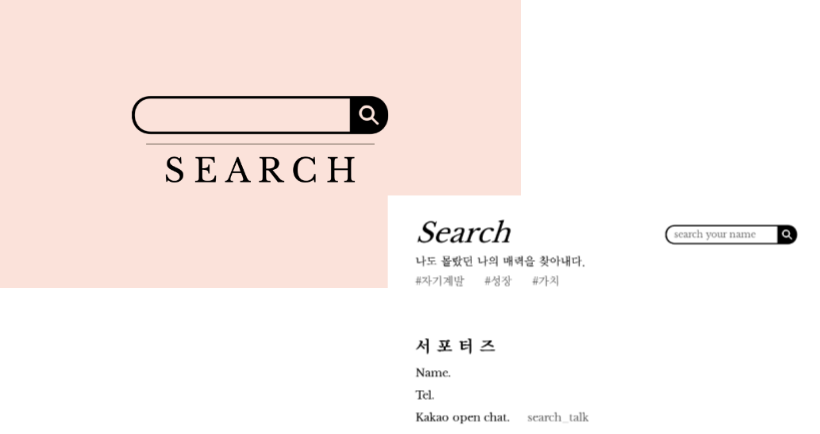 SEARCH
Search
search your name
나도 몰랐던 나의 매력을 찾아내다.
#자기계발 #성장 #가치
서포터즈
Name.
Tel.
Kakao open chat. search_talk